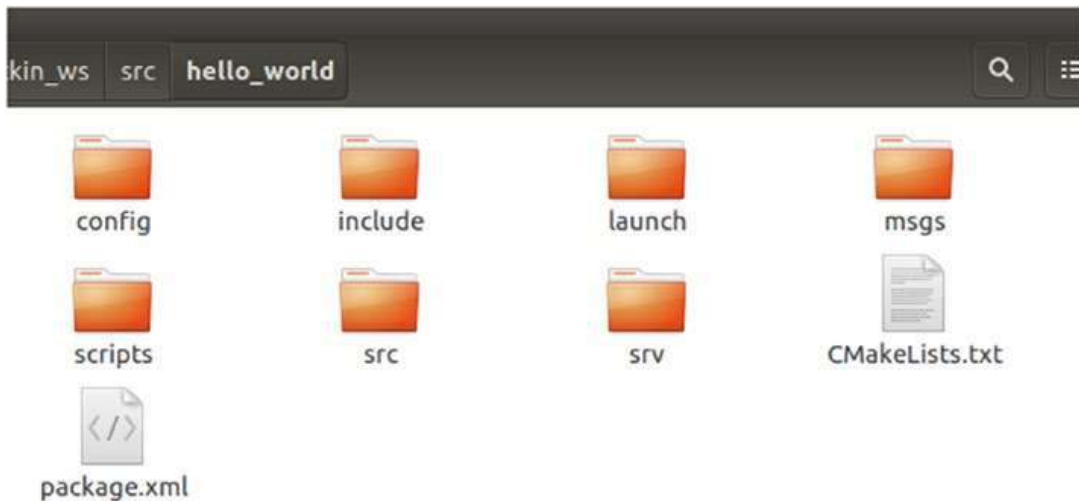 kin_ws src hello_world
config include launch msgs
scripts src srv CMakeLists.txt
package.xml